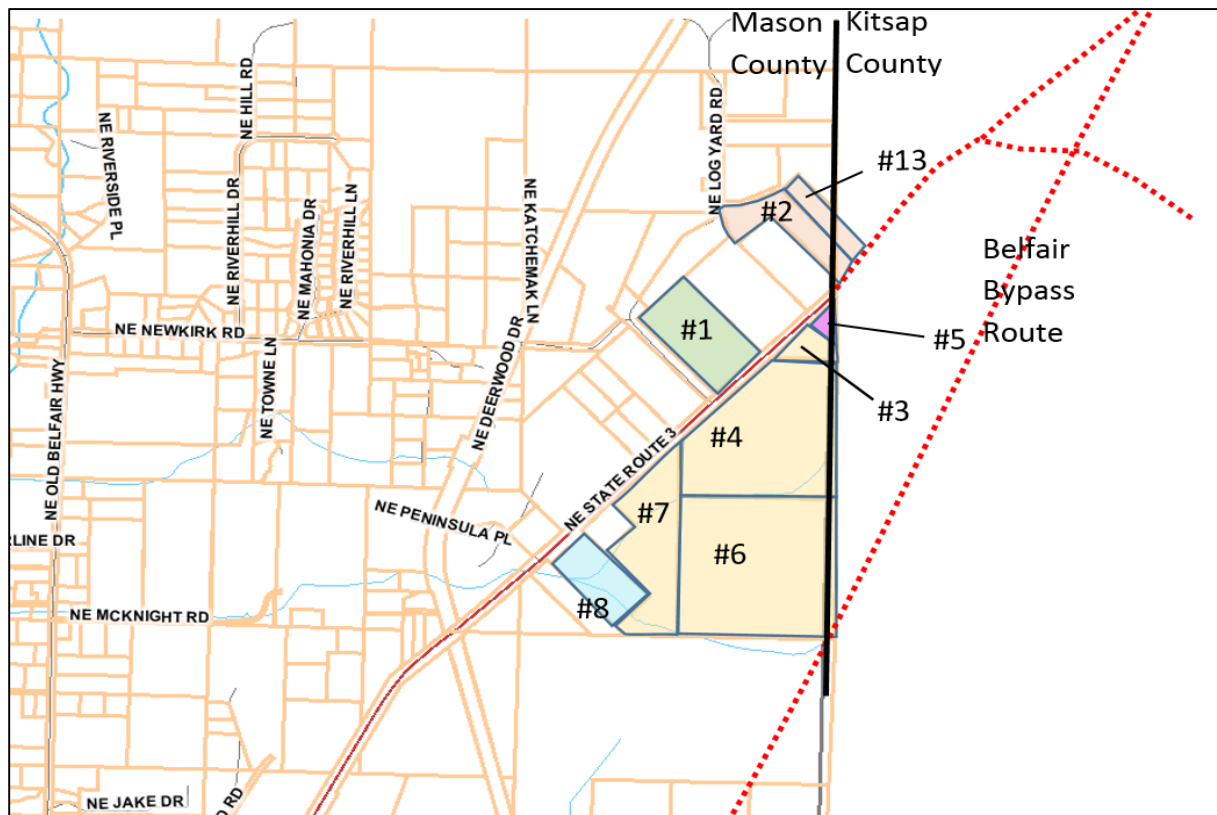 Mason
County
Kitsap
County
NE HILL RD
NE LOG YARD RD
NE RIVERSIDE PL
#13
#2
NE RIVERHILL DR
NE MAHONIA DR
NE RIVERHILL LN
NE KATCHEMAK LN
Belfair
Bypass
Route
NE NEWKIRK RD
#1
#5
NE OLD BELFAIR HWY
NE TOWNE LN
NE DEERWOOD DR
#3
#4
NE STATE ROUTE 3
NE PENINSULA PL
#7
RLINE DR
#6
#8
NE MCKNIGHT RD
NE JAKE DR
RD